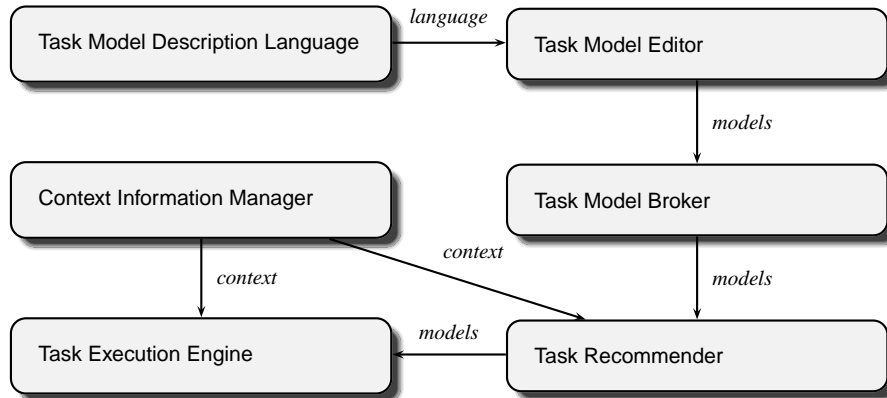 language
Task Model Description Language
Task Model Editor
models
Context Information Manager
Task Model Broker
context
context
models
models
Task Execution Engine
Task Recommender